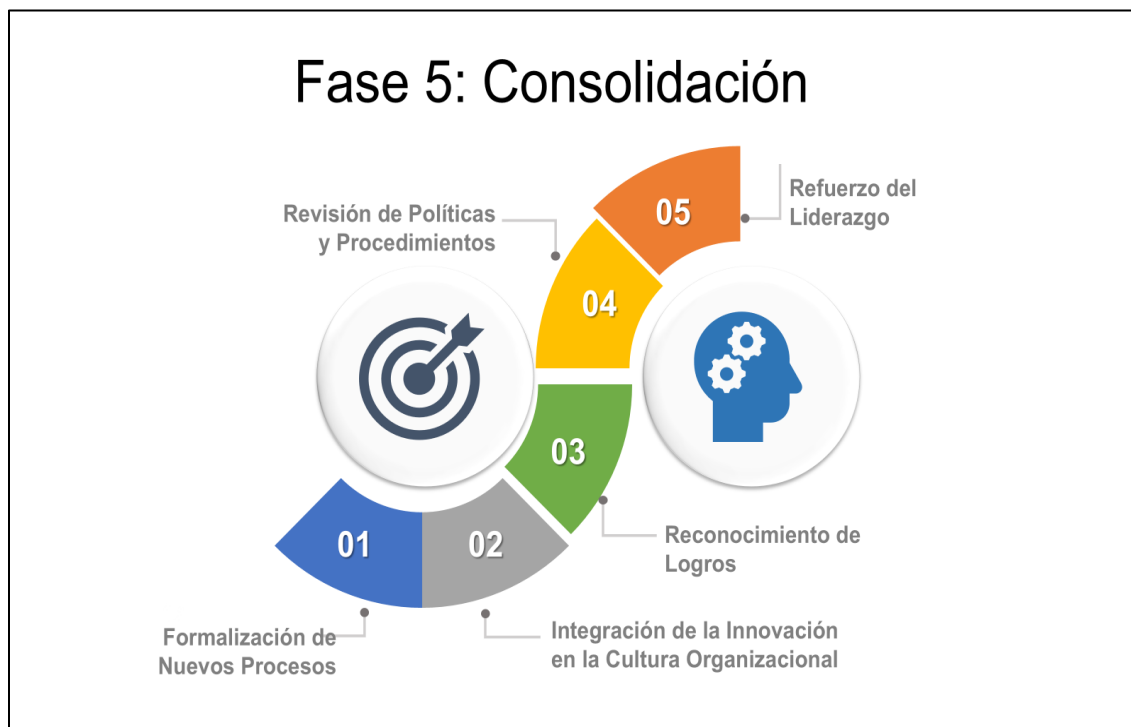 Fase 5: Consolidación
05
Refuerzo del
Liderazgo
Revisión de Políticas
y Procedimientos
04
03
Reconocimiento de
Logros
01
02
Formalización de
Nuevos Procesos
Integración de la Innovación
en la Cultura Organizacional